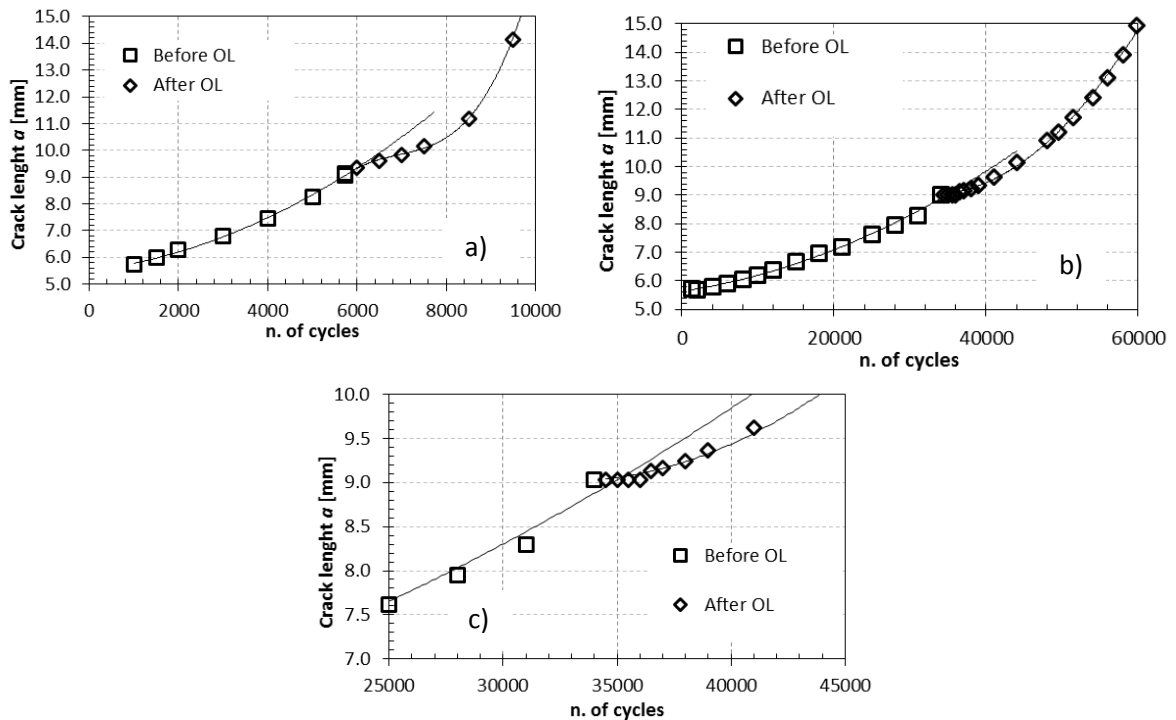 15.0
14.0
13.0
12.0
11.0
10.0
9.0
8.0
7.0
6.0
5.0
Crack lenght a [mm]
Before OL
After OL
a)
0 2000 4000 6000 8000 10000
n. of cycles
15.0
14.0
13.0
12.0
11.0
10.0
9.0
8.0
7.0
6.0
5.0
Crack lenght a [mm]
Before OL
After OL
b)
0 20000 40000 60000
n. of cycles
10.0
9.5
9.0
8.5
8.0
7.5
7.0
Crack lenght a [mm]
Before OL
After OL
c)
25000 30000 35000 40000 45000
n. of cycles